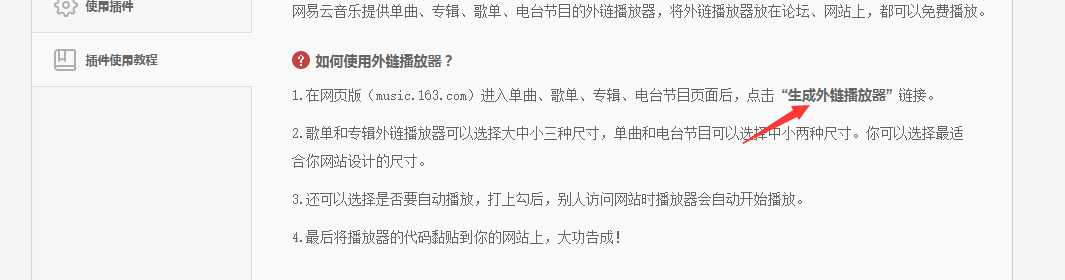 使用插件
网易云音乐提供单曲、专辑、歌单、电台节目的外链播放器，将外链播放器放在论坛、网站上，都可以免费播放。
插件使用教程
如何使用外链播放器？
1.在网页版（music.163.com）进入单曲、歌单、专辑、电台节目页面后，点击“生成外链播放器”链接。
2.歌单和专辑外链播放器可以选择大中小三种尺寸，单曲和电台节目可以选择中小两种尺寸。你可以选择最适
合你网站设计的尺寸。
3.还可以选择是否要自动播放，打上勾后，别人访问网站时播放器会自动开始播放。
4.最后将播放器的代码黏贴到你的网站上，大功告成！